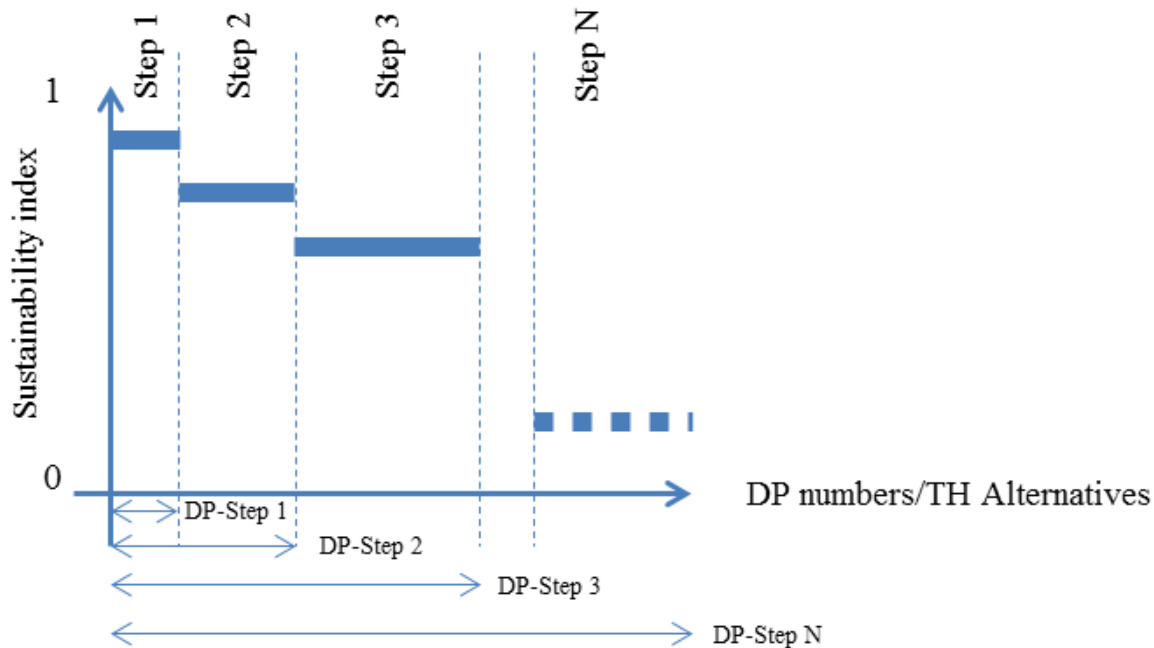 Step 1
Step 2
Step 3
Step N
1
Sustainability index
0
DP numbers/TH Alternatives
DP-Step 1
DP-Step 2
DP-Step 3
DP-Step N